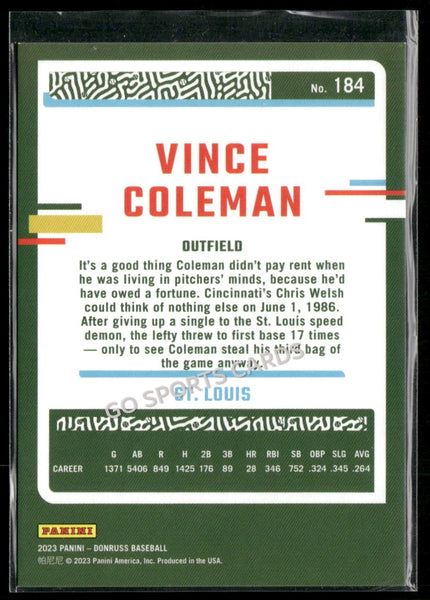 No. 184
VINCE
COLEMAN
OUTFIELD
It's a good thing Coleman didn't pay rent when
he was living in pitchers' minds, because he'd
have owed a fortune. Cincinnati's Chris Welsh
could think of nothing else on June 1, 1986.
After giving up a single to the St. Louis speed
demon, the lefty threw to first base 17 times
— only to see Coleman steal his third bag of
the game anyway.
GO SPORTS CARDS
ST. LOUIS
G AB R H 2B 3B HR RBI SB OBP SLG AVG
CAREER 1371 5406 849 1425 176 89 28 346 752 .324 .345 .264
PANINI
2023 PANINI – DONRUSS BASEBALL
帕尼尼 © 2023 Panini America, Inc. Produced in the USA.